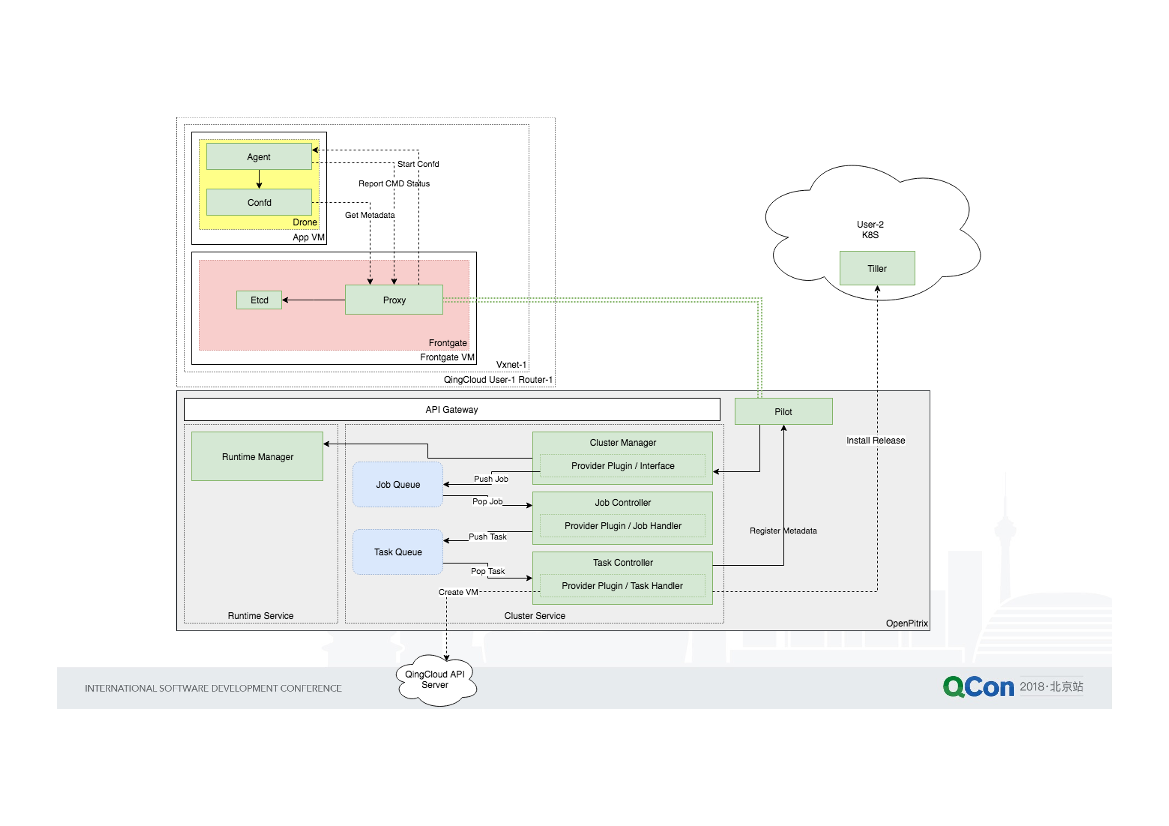 Agent
Start Confd
Report CMD Status
Confd
Get Metadata
Drone
App VM
User-2
K8S
Tiller
Etcd
Proxy
Frontgate
Frontgate VM
Vxnet-1
QingCloud User-1 Router-1
API Gateway
Pilot
Install Release
Runtime Manager
Cluster Manager
Provider Plugin / Interface
Push Job
Job Queue
Pop Job
Job Controller
Provider Plugin / Job Handler
Register Metadata
Push Task
Task Queue
Pop Task
Task Controller
Provider Plugin / Task Handler
Create VM
Runtime Service
Cluster Service
OpenPitrix
QingCloud API
Server
INTERNATIONAL SOFTWARE DEVELOPMENT CONFERENCE
QCon 2018·北京站